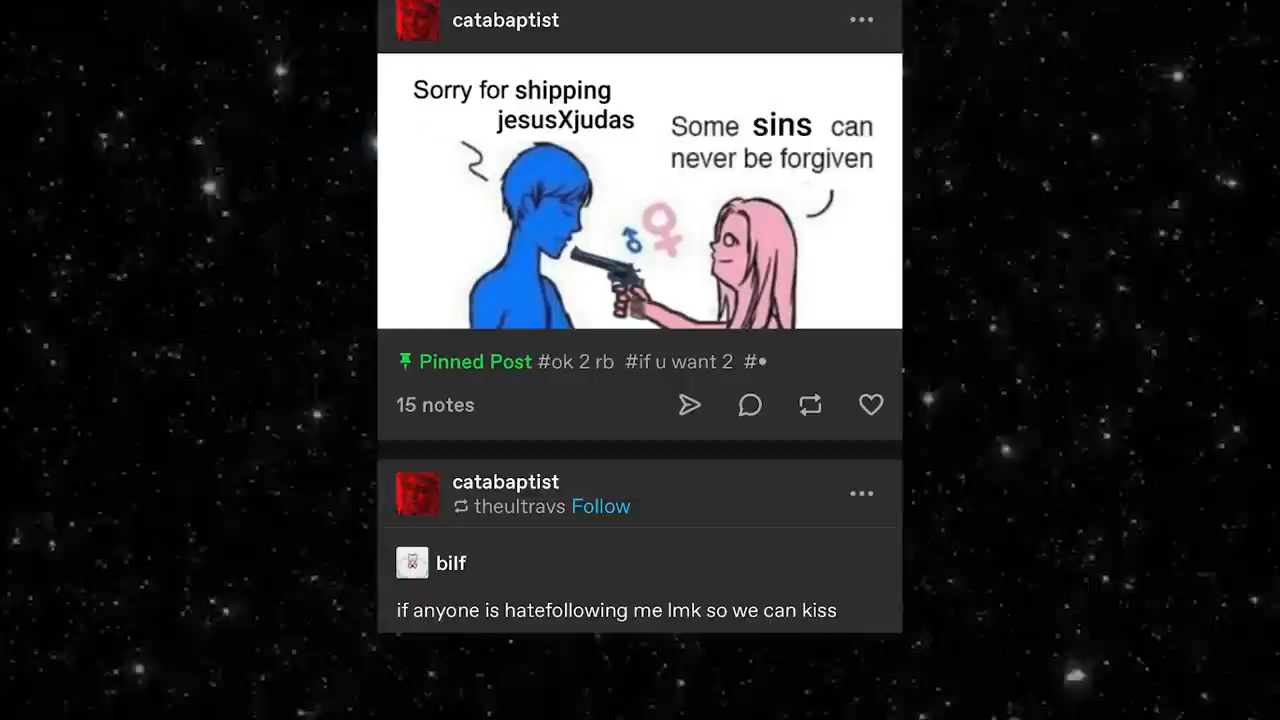 catabaptist
Sorry for shipping
jesusXjudas
Some sins can
never be forgiven
Pinned Post #ok 2 rb #if u want 2 #•
15 notes
catabaptist
theultravs Follow
bilf
if anyone is hatefollowing me lmk so we can kiss